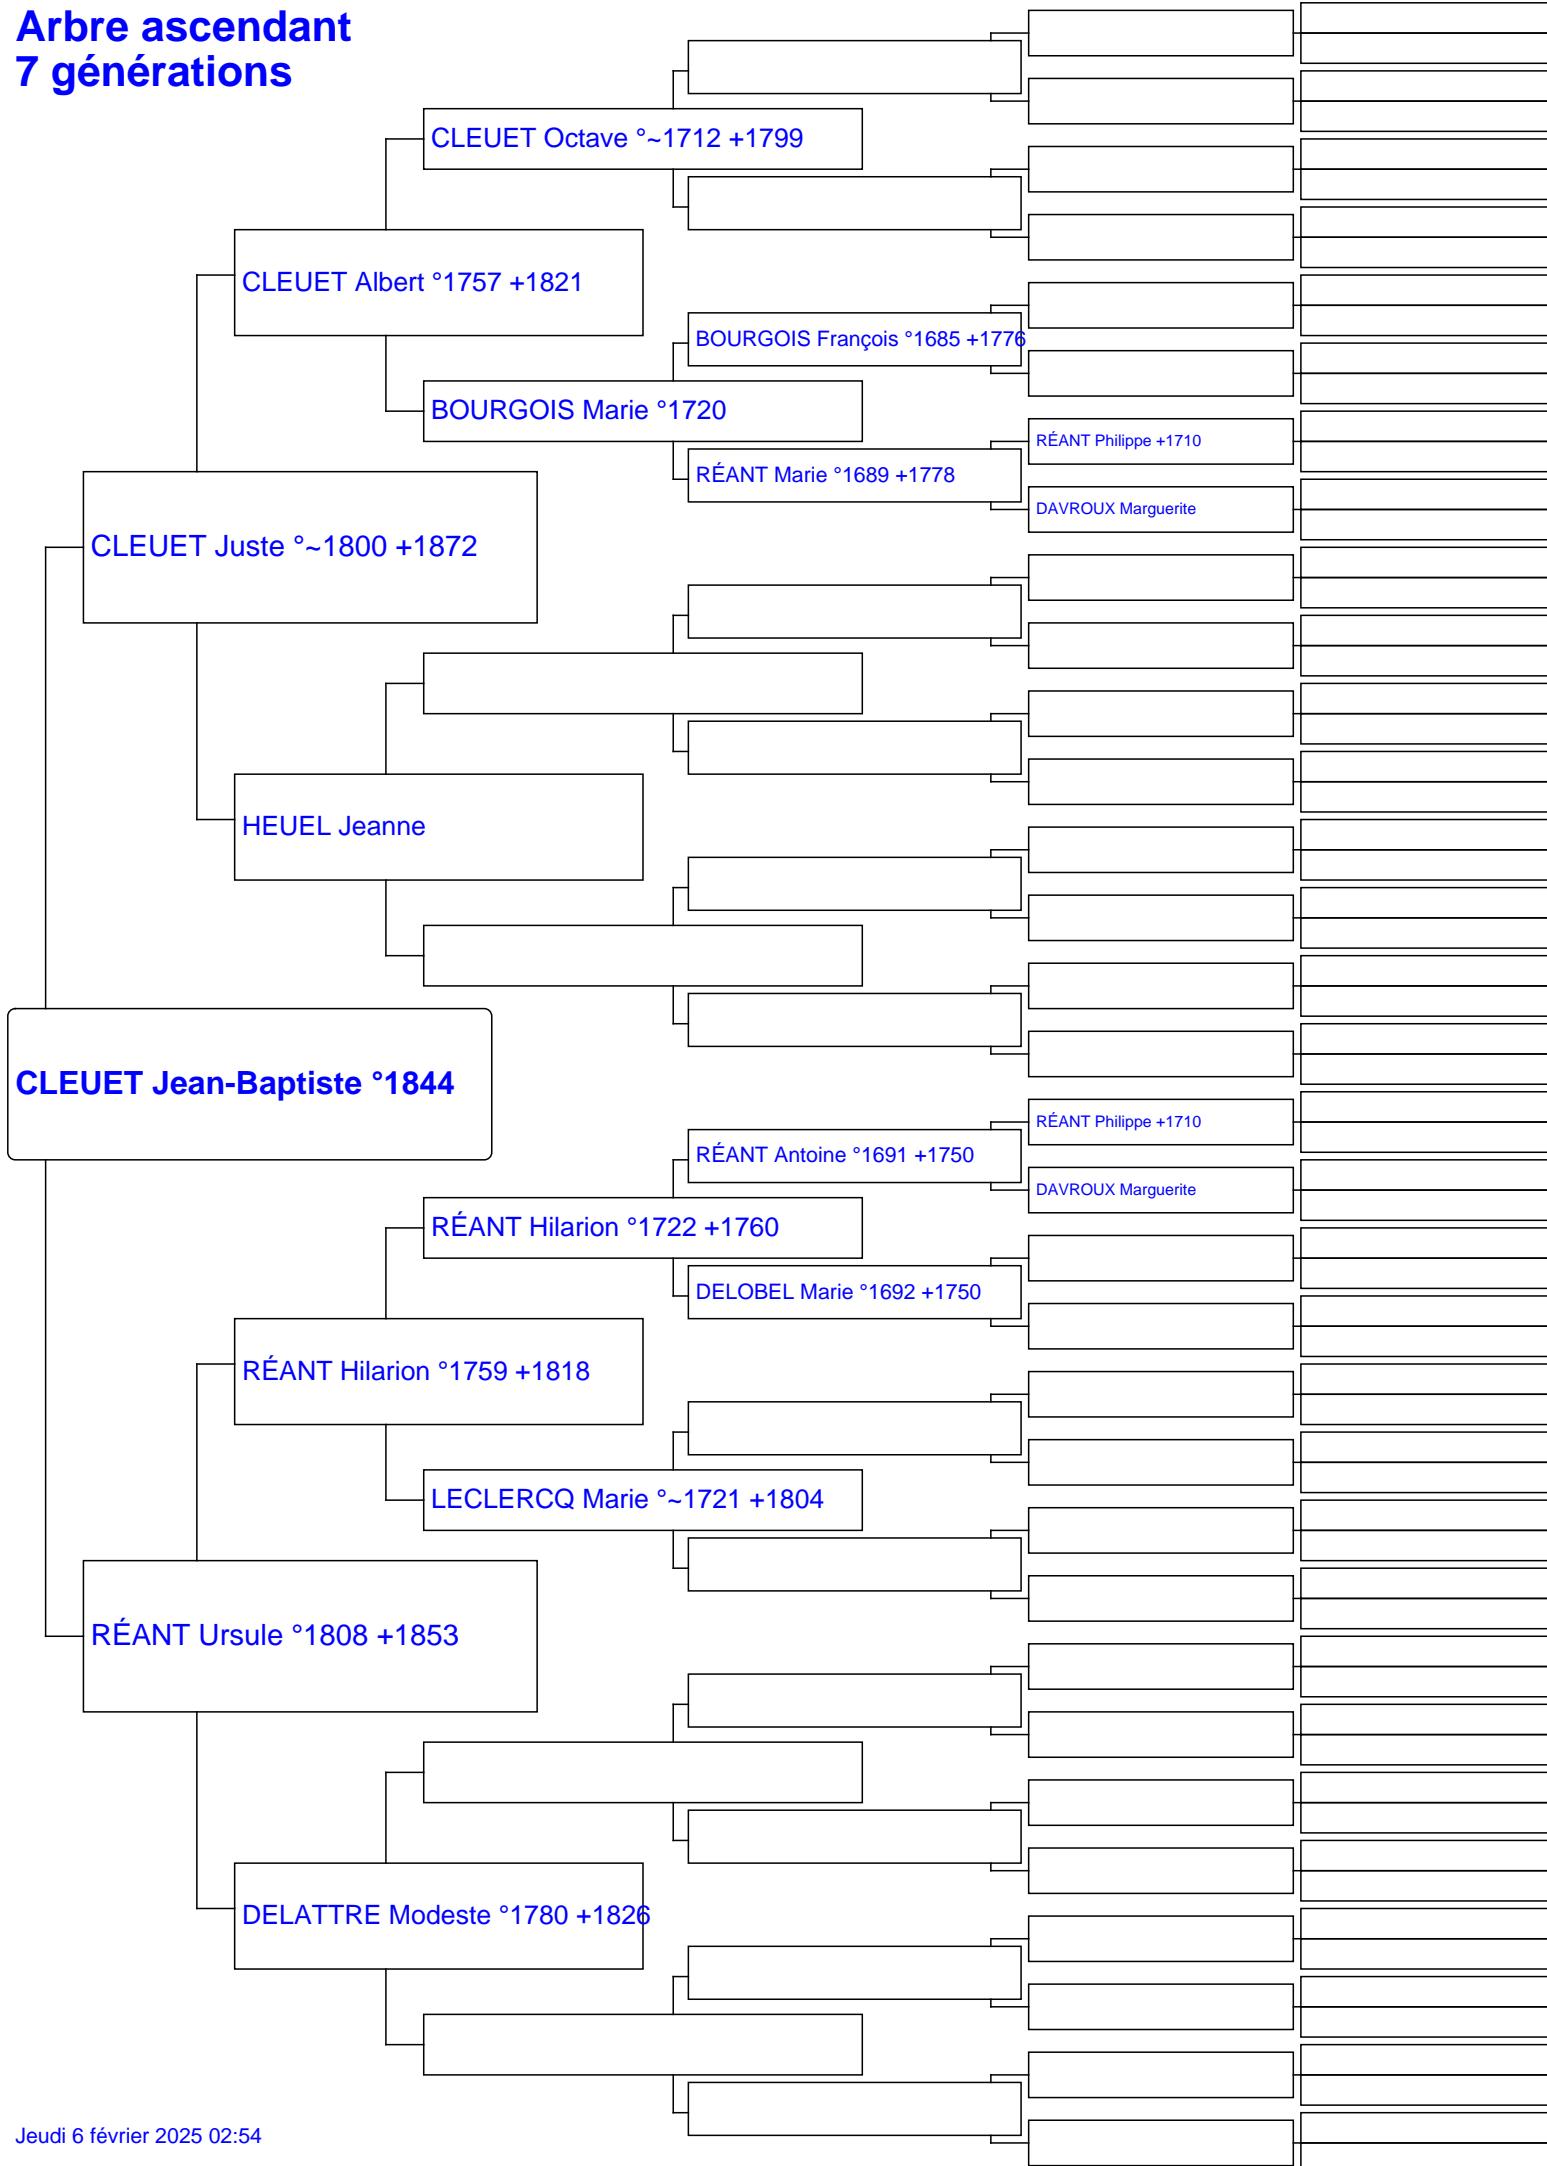 Arbre ascendant
7 générations
CLEUET Octave °~1712 +1799
CLEUET Albert °1757 +1821
BOURGOIS François °1685 +1776
BOURGOIS Marie °1720
RÉANT Philippe +1710
RÉANT Marie °1689 +1778
DAVROUX Marguerite
CLEUET Juste °~1800 +1872
HEUEL Jeanne
CLEUET Jean-Baptiste °1844
RÉANT Philippe +1710
RÉANT Antoine °1691 +1750
DAVROUX Marguerite
RÉANT Hilarion °1722 +1760
DELOBEL Marie °1692 +1750
RÉANT Hilarion °1759 +1818
LECLERCQ Marie °~1721 +1804
RÉANT Ursule °1808 +1853
DELATTRE Modeste °1780 +1826
Jeudi 6 février 2025 02:54